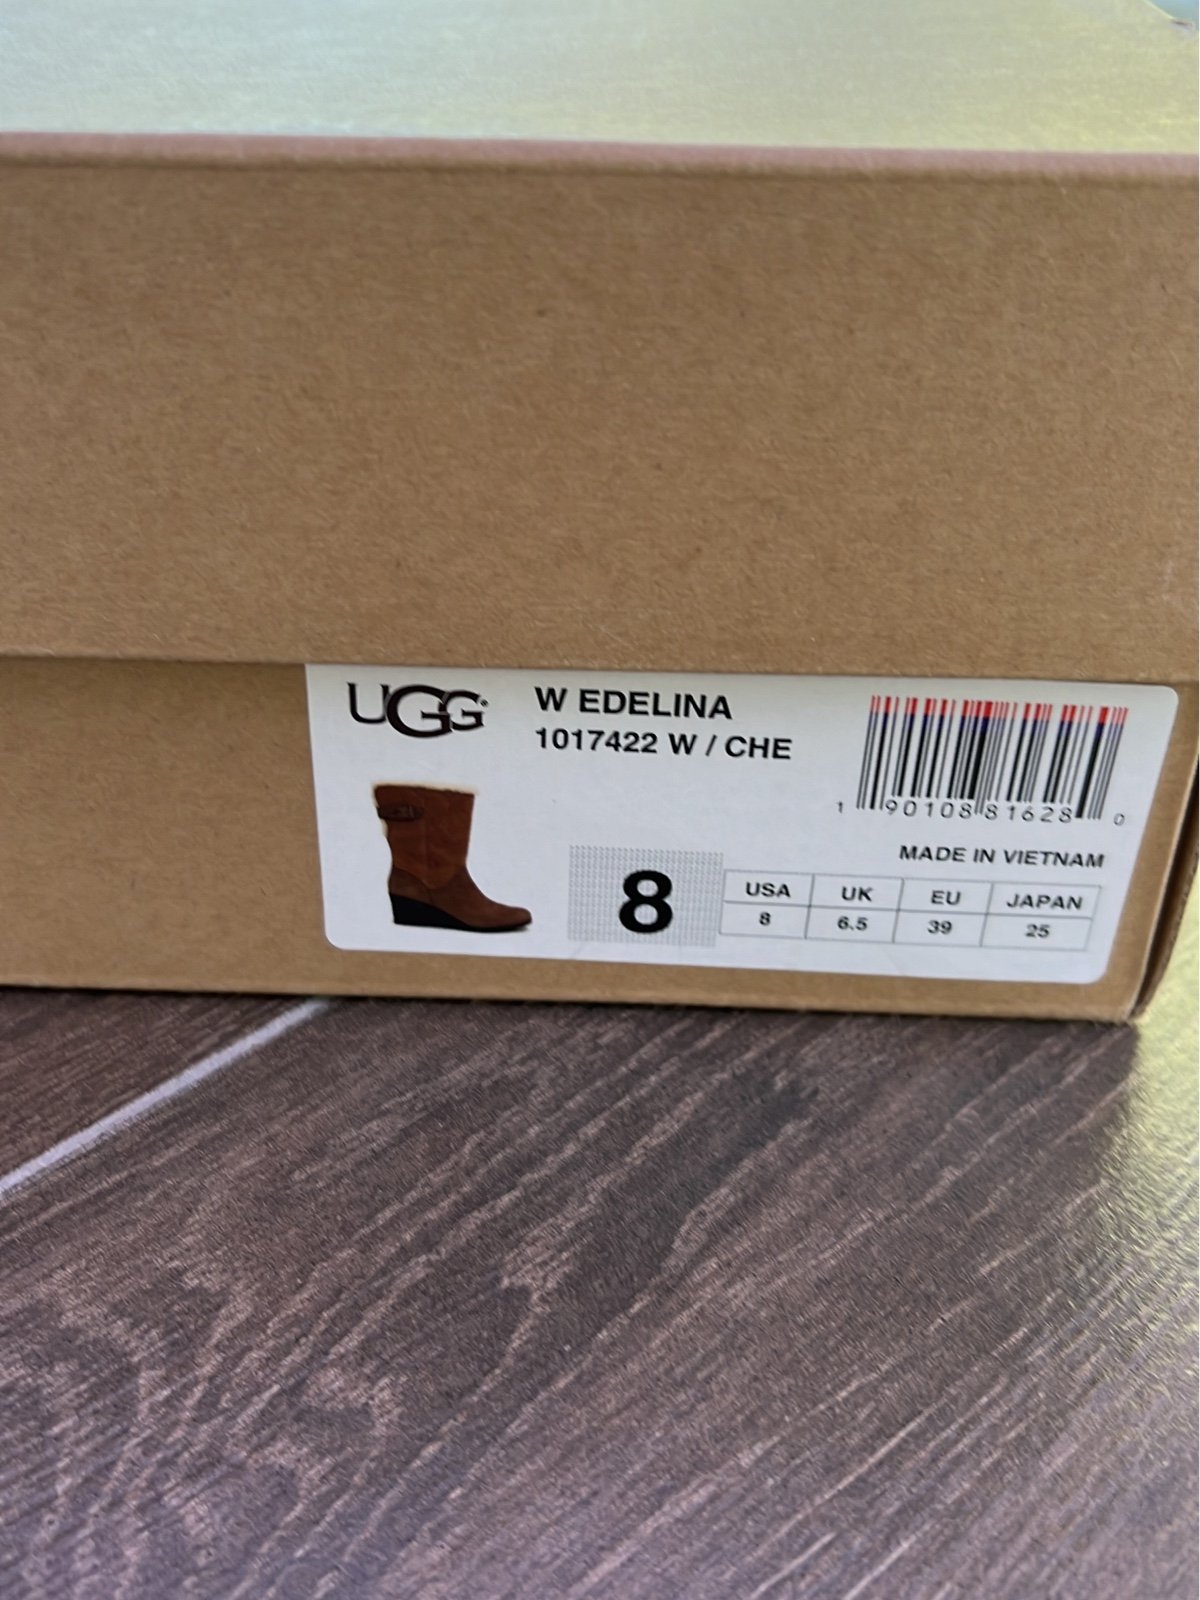 UGG®
W EDELINA
1017422 W / CHE
1 90108 81628 0
MADE IN VIETNAM
8
USA UK EU JAPAN
8 6.5 39 25